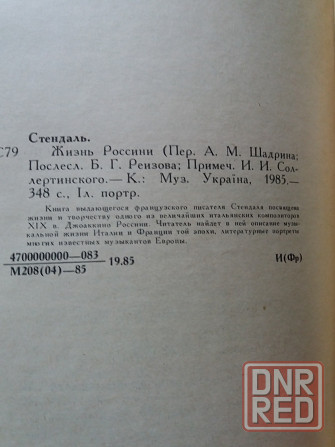 Стендаль.
С79 Жизнь Россини (Пер. А. М. Шадрина;
Послесл. Б. Г. Реизова; Примеч. И. И. Сол-
лертинского.— К.: Муз. Україна, 1985.—
348 с., Іл. портр.
Книга выдающегося французского писателя Стендаля посвящена
жизни и творчеству одного из величайших итальянских композиторов
XIX в. Джоаккино Россини. Читатель найдет в ней описание музы-
кальной жизни Италии и Франции той эпохи, литературные портреты
многих известных музыкантов Европы.
4700000000—083
М208(04)—85
19.85
И(Фр)
DNR
RED